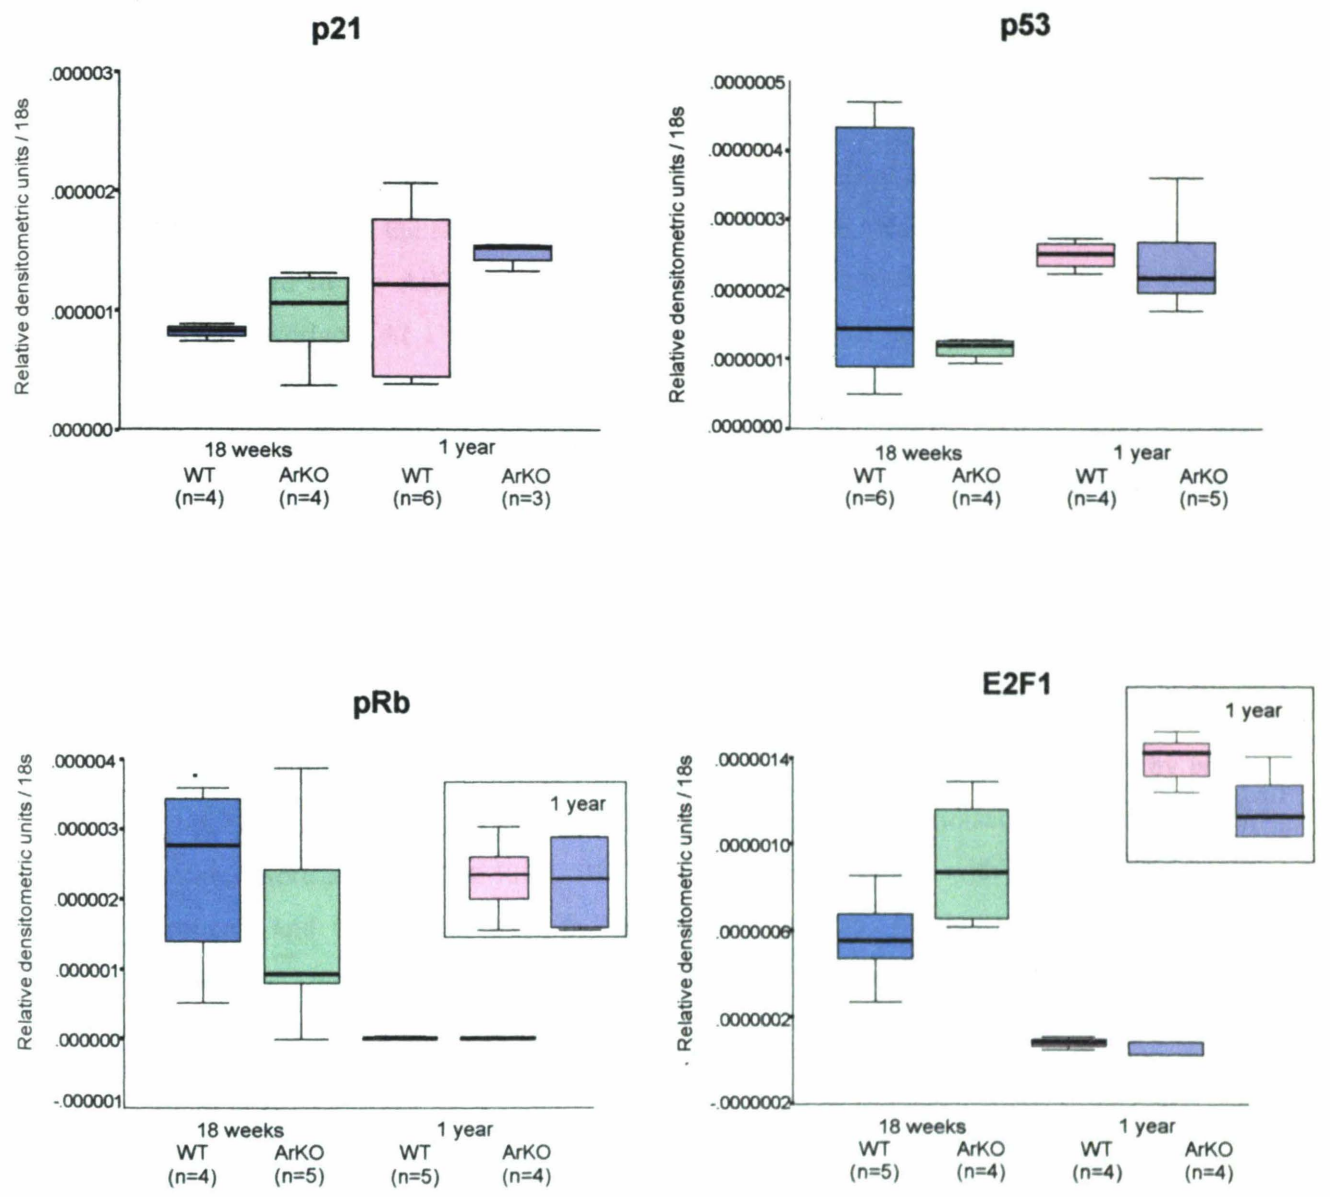 p21
Relative densitometric units / 18s
.000003
.000002
.000001
.000000
18 weeks 1 year
WT ArKO WT ArKO
(n=4) (n=4) (n=6) (n=3)
p53
Relative densitometric units / 18s
.0000005
.0000004
.0000003
.0000002
.0000001
.0000000
18 weeks 1 year
WT ArKO WT ArKO
(n=6) (n=4) (n=4) (n=5)
pRb
Relative densitometric units / 18s
.000004
.000003
.000002
.000001
.000000
-.000001
1 year
18 weeks 1 year
WT ArKO WT ArKO
(n=4) (n=5) (n=5) (n=4)
E2F1
Relative densitometric units / 18s
.0000014
.0000010
.0000006
.0000002
-.0000002
1 year
18 weeks 1 year
WT ArKO WT ArKO
(n=5) (n=4) (n=4) (n=4)